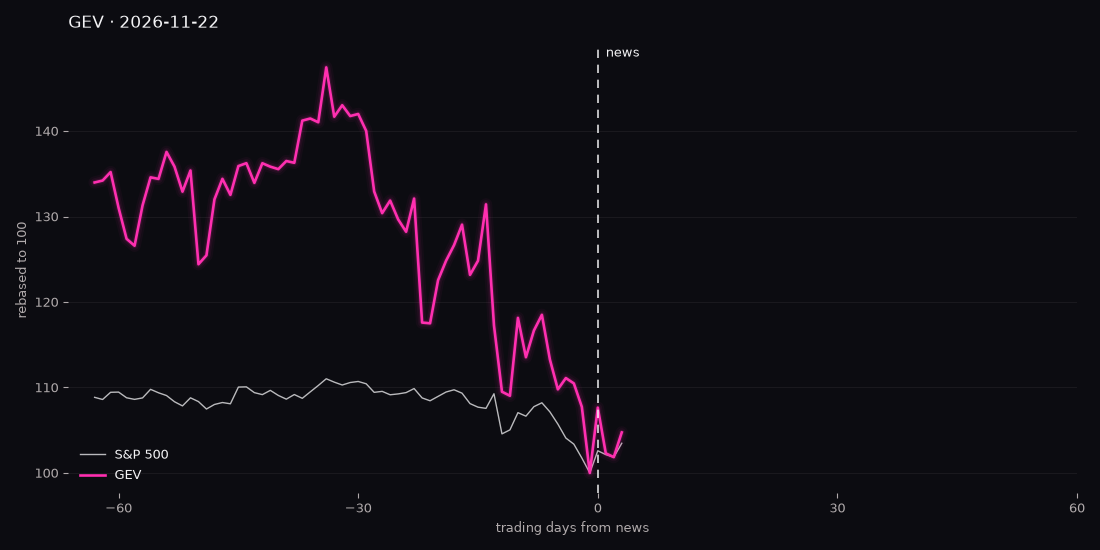 GEV · 2026-11-22
news
140
130
120
110
100
rebased to 100
S&P 500
GEV
−60
−30
0
30
60
trading days from news